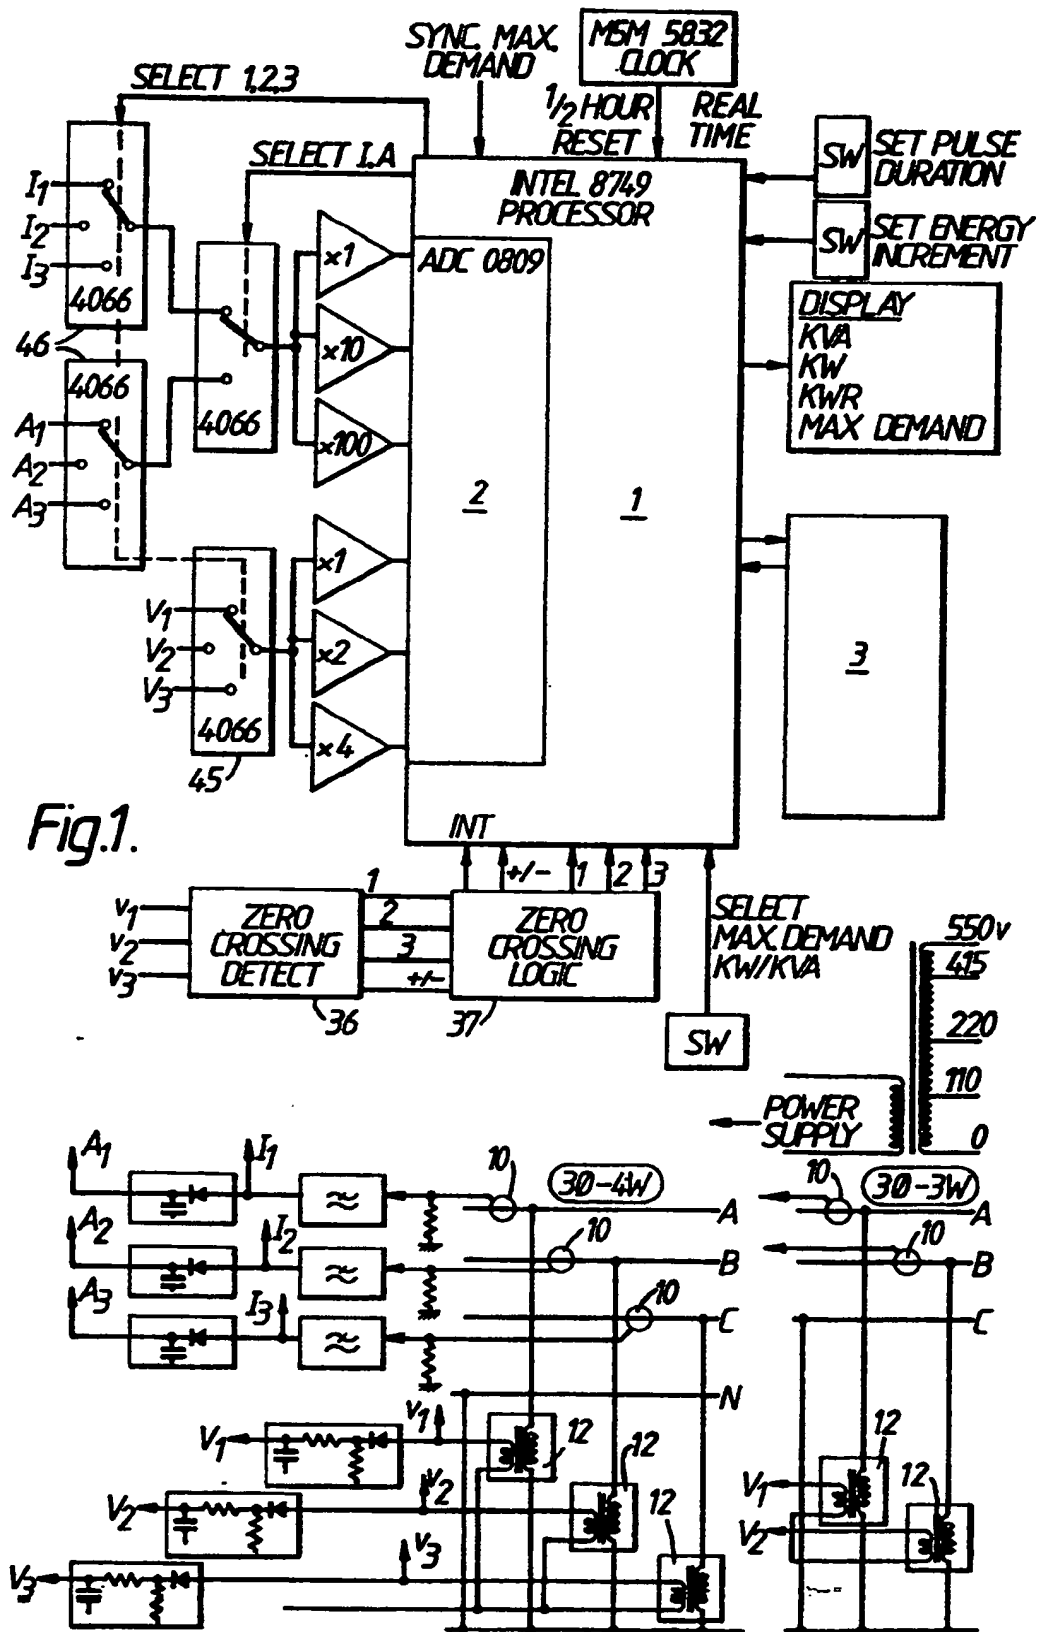 SYNC. MAX.
DEMAND
MSM 5832
CLOCK
SELECT 1,2,3
1/2 HOUR
RESET
REAL
TIME
SELECT I.A
INTEL 8749
PROCESSOR
SW
SET PULSE
DURATION
SW
SET ENERGY
INCREMENT
I1
I2
I3
4066
46
4066
A1
A2
A3
4066
x1
x10
x100
ADC 0809
2
1
DISPLAY
KVA
KW
KWR
MAX DEMAND
3
V1
V2
V3
4066
45
x1
x2
x4
Fig.1.
INT
+/-
1
2
3
v1
v2
v3
ZERO
CROSSING
DETECT
36
1
2
3
+/-
ZERO
CROSSING
LOGIC
37
SELECT
MAX. DEMAND
KW/KVA
SW
550v
415
220
110
0
POWER
SUPPLY
A1
I1
≈
10
3Ø-4W
A
10
3Ø-3W
A
A2
I2
≈
10
B
10
B
A3
I3
≈
10
C
C
N
V1
v1
12
12
12
V2
v2
12
12
V3
v3
V1
V2